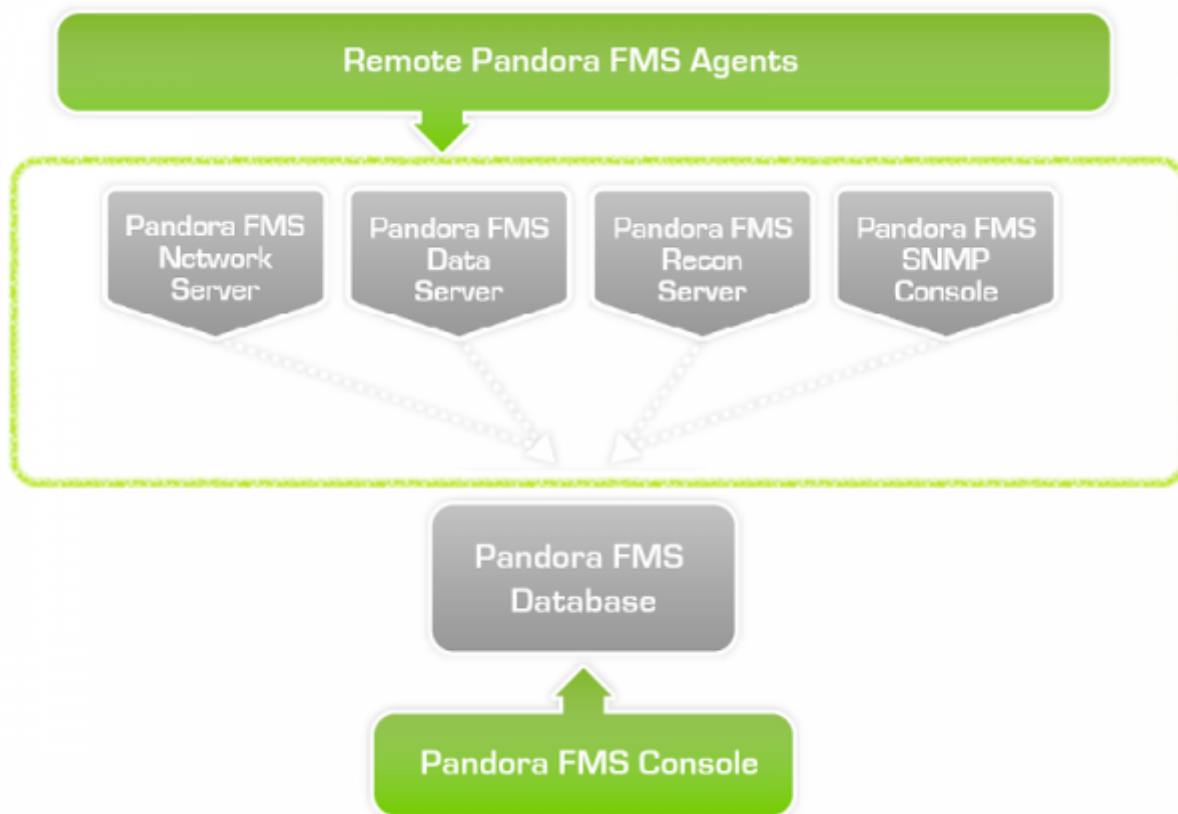 Remote Pandora FMS Agents
Pandora FMS
Network
Server
Pandora FMS
Data
Server
Pandora FMS
Recon
Server
Pandora FMS
SNMP
Console
Pandora FMS
Database
Pandora FMS Console